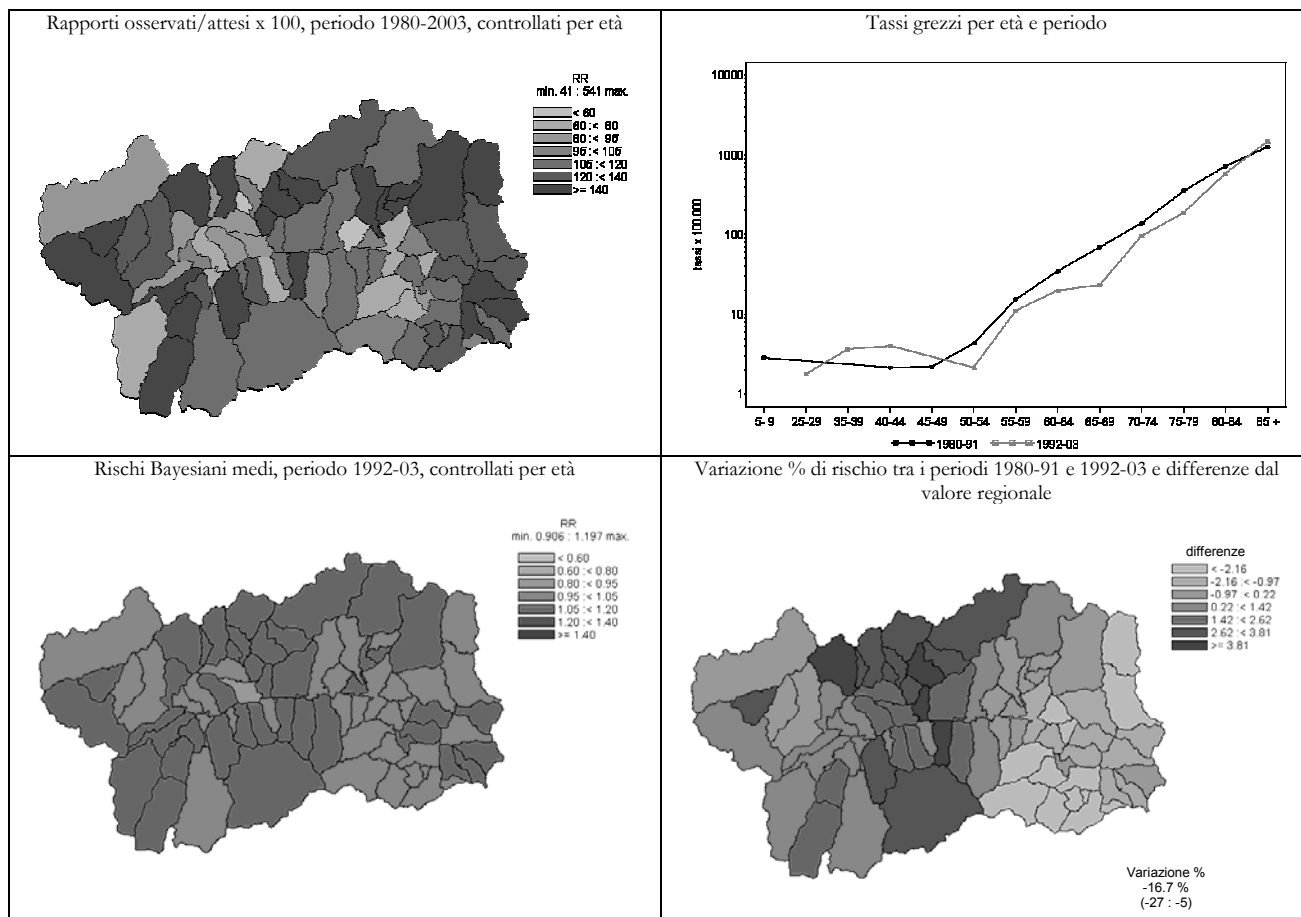 Rapporti osservati/attesi x 100, periodo 1980-2003, controllati per età
RR
min. 41 : 541 max.
< 60
60 :< 80
80 :< 95
95 :< 105
105 :< 120
120 :< 140
>= 140
Tassi grezzi per età e periodo
tassi x 100.000
10000
1000
100
10
1
5- 9 25-29 35-39 40-44 45-49 50-54 55-59 60-64 65-69 70-74 75-79 80-84 85 +
1980-91 1992-03
Rischi Bayesiani medi, periodo 1992-03, controllati per età
RR
min. 0.906 : 1.197 max.
< 0.60
0.60 :< 0.80
0.80 :< 0.95
0.95 :< 1.05
1.05 :< 1.20
1.20 :< 1.40
>= 1.40
Variazione % di rischio tra i periodi 1980-91 e 1992-03 e differenze dal
valore regionale
differenze
< -2.16
-2.16 :< -0.97
-0.97 :< 0.22
0.22 :< 1.42
1.42 :< 2.62
2.62 :< 3.81
>= 3.81
Variazione %
-16.7 %
(-27 : -5)